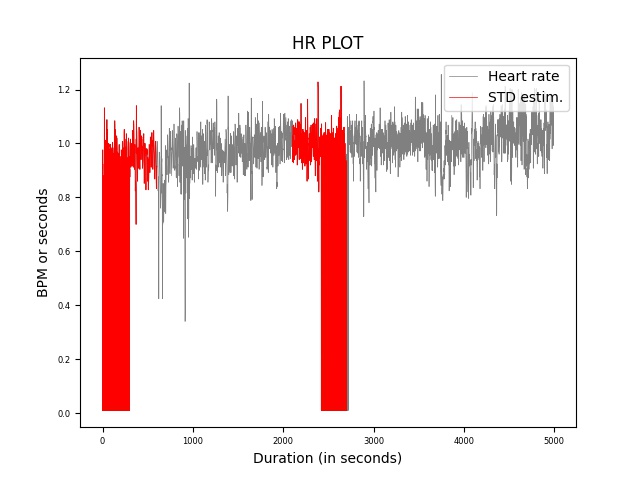 HR PLOT
Heart rate
STD estim.
BPM or seconds
1.2
1.0
0.8
0.6
0.4
0.2
0.0
0 1000 2000 3000 4000 5000
Duration (in seconds)